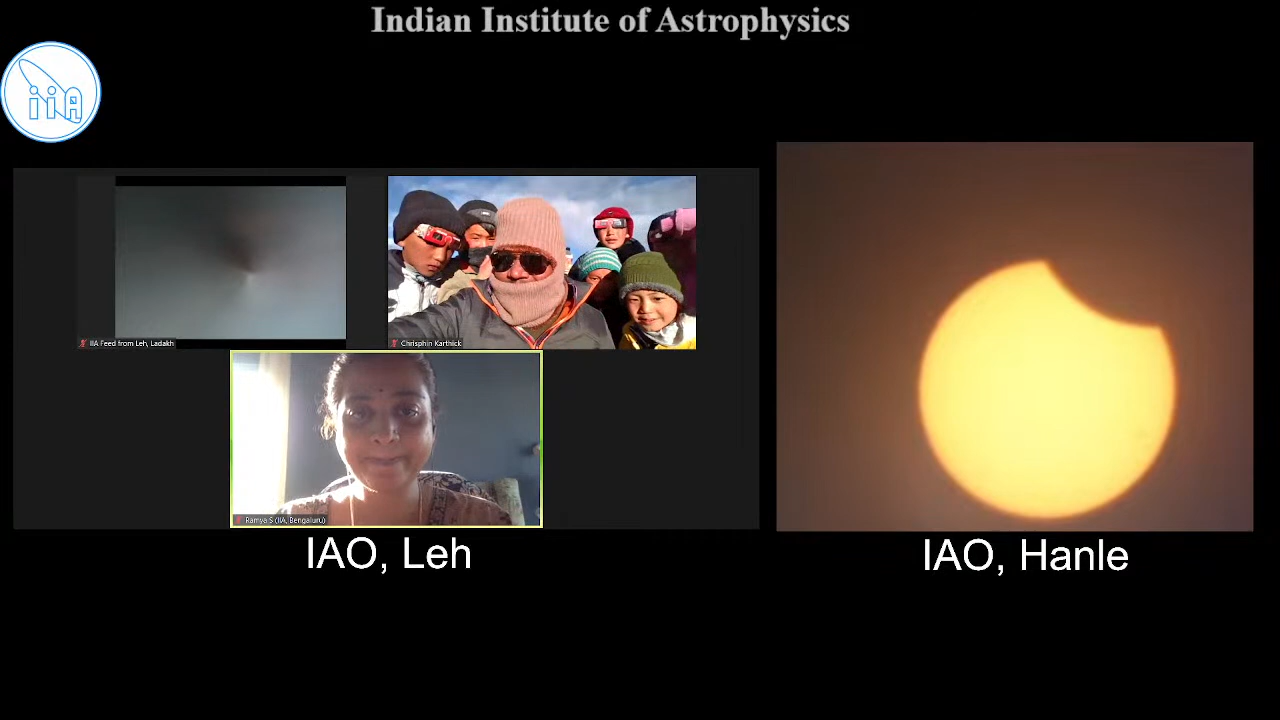 Indian Institute of Astrophysics
iiA
IIA Feed from Leh, Ladakh
Chrisphin Karthick
Ramya S (IIA, Bengaluru)
IAO, Leh
IAO, Hanle